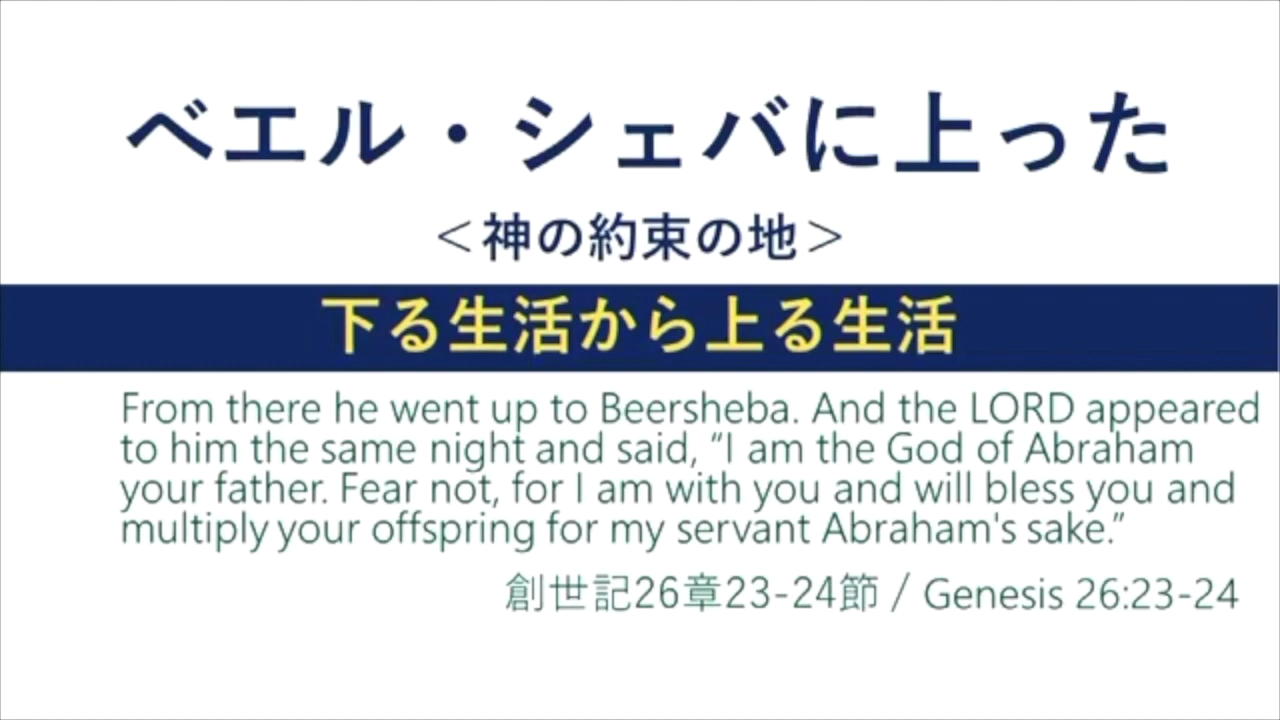 ベエル・シェバに上った
＜神の約束の地＞
下る生活から上る生活
From there he went up to Beersheba. And the LORD appeared
to him the same night and said, “I am the God of Abraham
your father. Fear not, for I am with you and will bless you and
multiply your offspring for my servant Abraham's sake.”
創世記26章23-24節 / Genesis 26:23-24